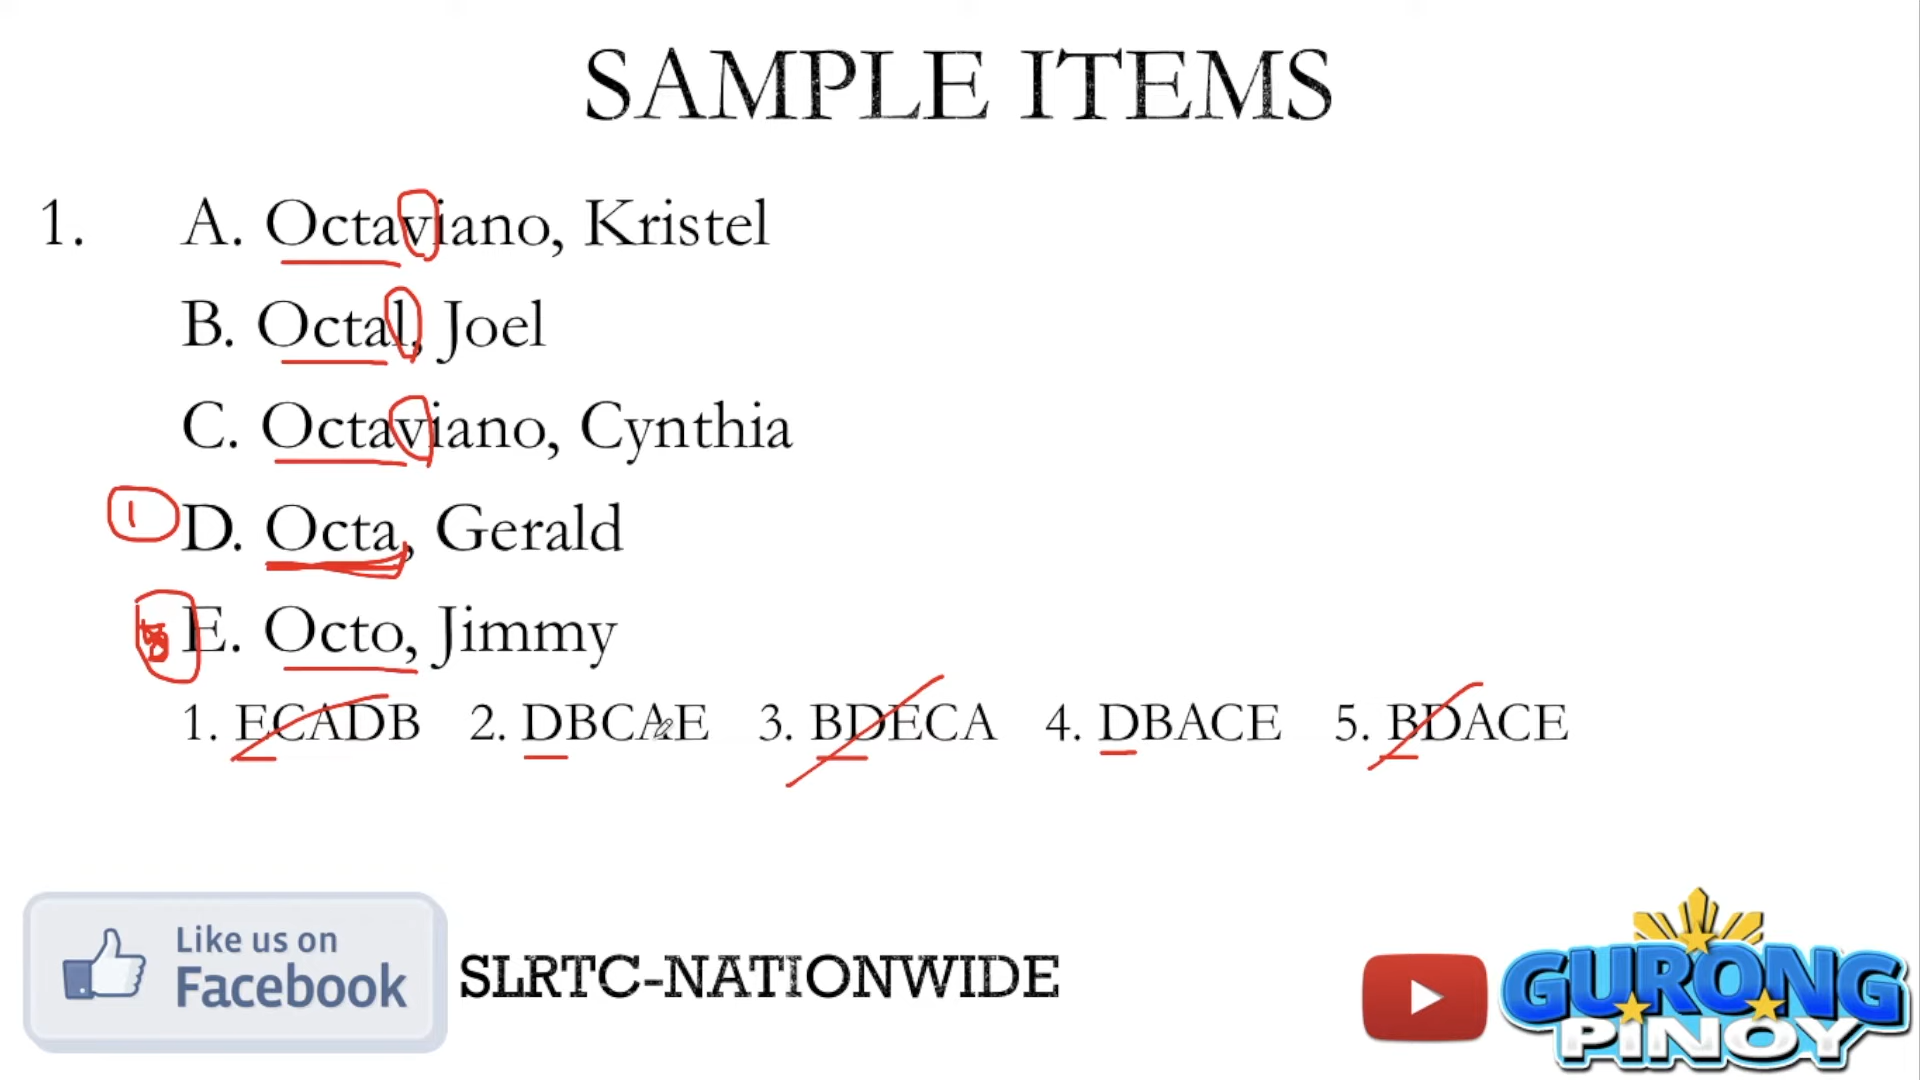 SAMPLE ITEMS
1. A. Octaviano, Kristel
B. Octal, Joel
C. Octaviano, Cynthia
1 D. Octa, Gerald
E. Octo, Jimmy
1. ECADB 2. DBCAE 3. BDECA 4. DBACE 5. BDACE
Like us on
Facebook
SLRTC-NATIONWIDE
GURONG
PINOY